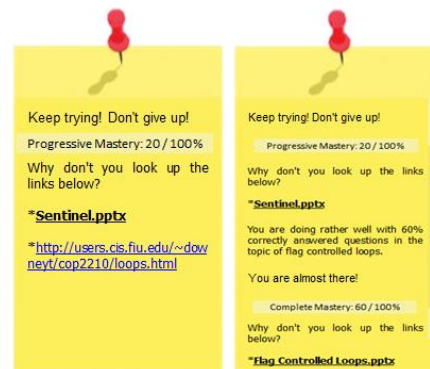 Keep trying! Don't give up!
Progressive Mastery: 20 / 100%
Why don't you look up the
links below?
*Sentinel.pptx
*http://users.cis.fiu.edu/~dow
neyt/cop2210/loops.html
Keep trying! Don't give up!
Progressive Mastery: 20 / 100%
Why don't you look up the links
below?
*Sentinel.pptx
You are doing rather well with 60%
correctly answered questions in the
topic of flag controlled loops.
You are almost there!
Complete Mastery: 60 / 100%
Why don't you look up the links
below?
*Flag Controlled Loops.pptx